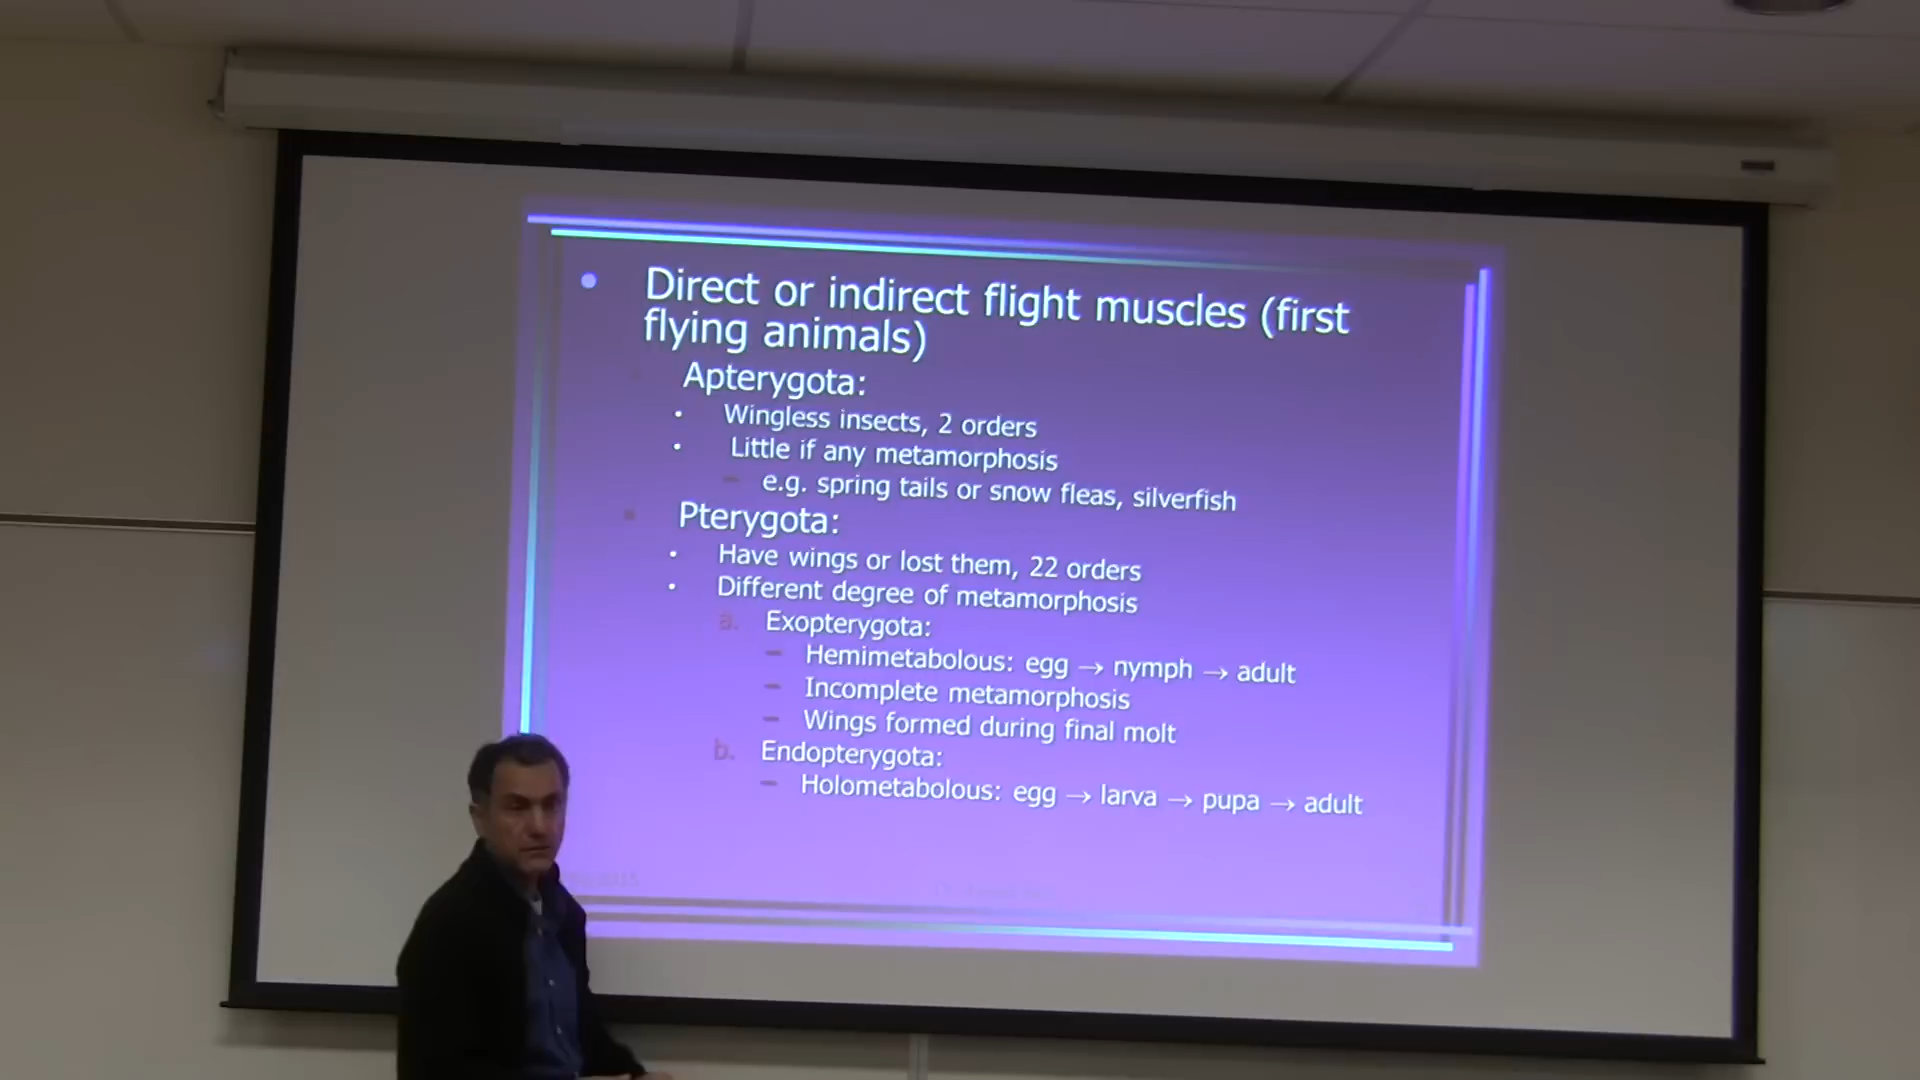 • Direct or indirect flight muscles (first
flying animals)
Apterygota:
• Wingless insects, 2 orders
• Little if any metamorphosis
– e.g. spring tails or snow fleas, silverfish
• Pterygota:
• Have wings or lost them, 22 orders
• Different degree of metamorphosis
a. Exopterygota:
– Hemimetabolous: egg → nymph → adult
– Incomplete metamorphosis
– Wings formed during final molt
b. Endopterygota:
– Holometabolous: egg → larva → pupa → adult